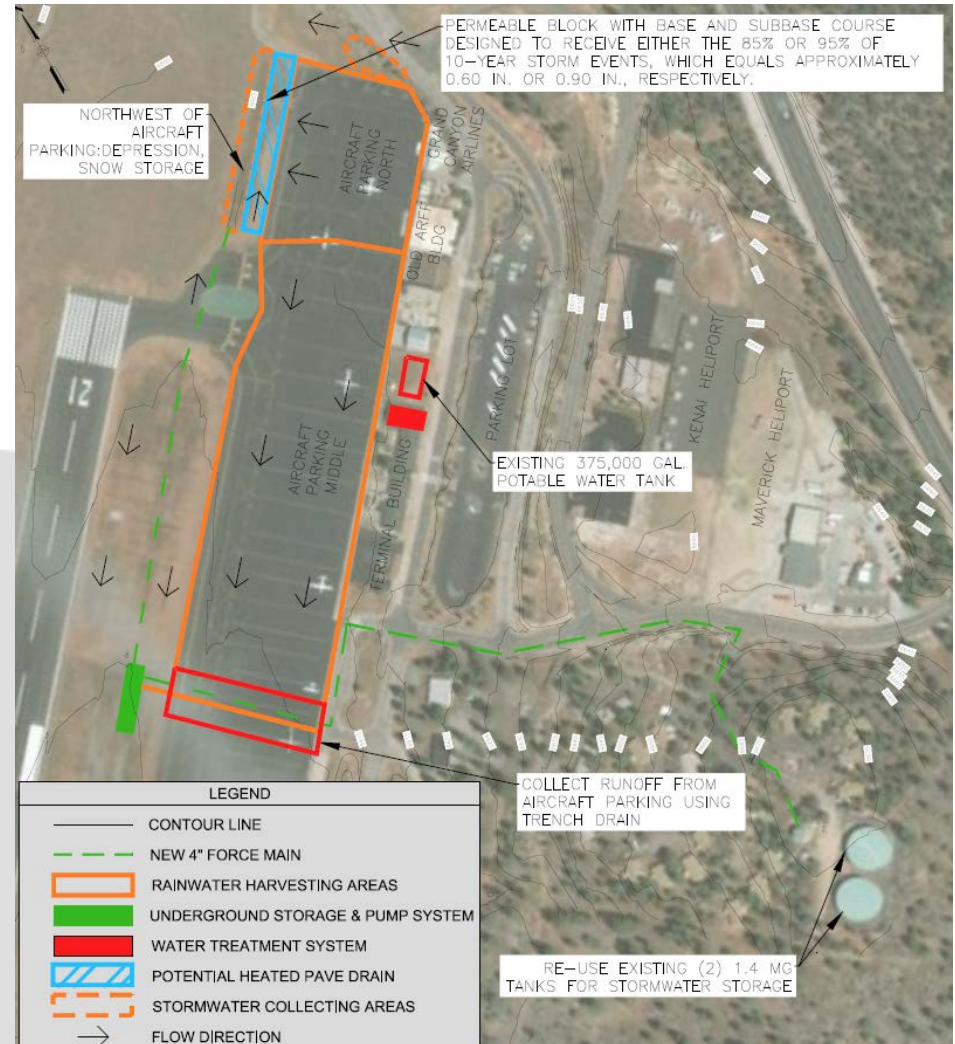 PERMEABLE BLOCK WITH BASE AND SUBBASE COURSE
DESIGNED TO RECEIVE EITHER THE 85% OR 95% OF
10-YEAR STORM EVENTS, WHICH EQUALS APPROXIMATELY
0.60 IN. OR 0.90 IN., RESPECTIVELY.
NORTHWEST OF
AIRCRAFT
PARKING:DEPRESSION,
SNOW STORAGE
AIRCRAFT
PARKING
NORTH
GRAND
CANYON
AIRLINES
OLD ARFF
BLDG
12
AIRCRAFT
PARKING
MIDDLE
TERMINAL BUILDING
PARKING LOT
KENAI HELIPORT
MAVERICK HELIPORT
EXISTING 375,000 GAL.
POTABLE WATER TANK
COLLECT RUNOFF FROM
AIRCRAFT PARKING USING
TRENCH DRAIN
RE-USE EXISTING (2) 1.4 MG
TANKS FOR STORMWATER STORAGE
LEGEND
CONTOUR LINE
NEW 4" FORCE MAIN
RAINWATER HARVESTING AREAS
UNDERGROUND STORAGE & PUMP SYSTEM
WATER TREATMENT SYSTEM
POTENTIAL HEATED PAVE DRAIN
STORMWATER COLLECTING AREAS
FLOW DIRECTION